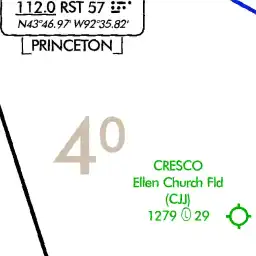 112.0 RST 57
N43°46.97' W92°35.82'
[ PRINCETON ]
4⁰
CRESCO
Ellen Church Fld
(CJJ)
1279 Ⓛ 29